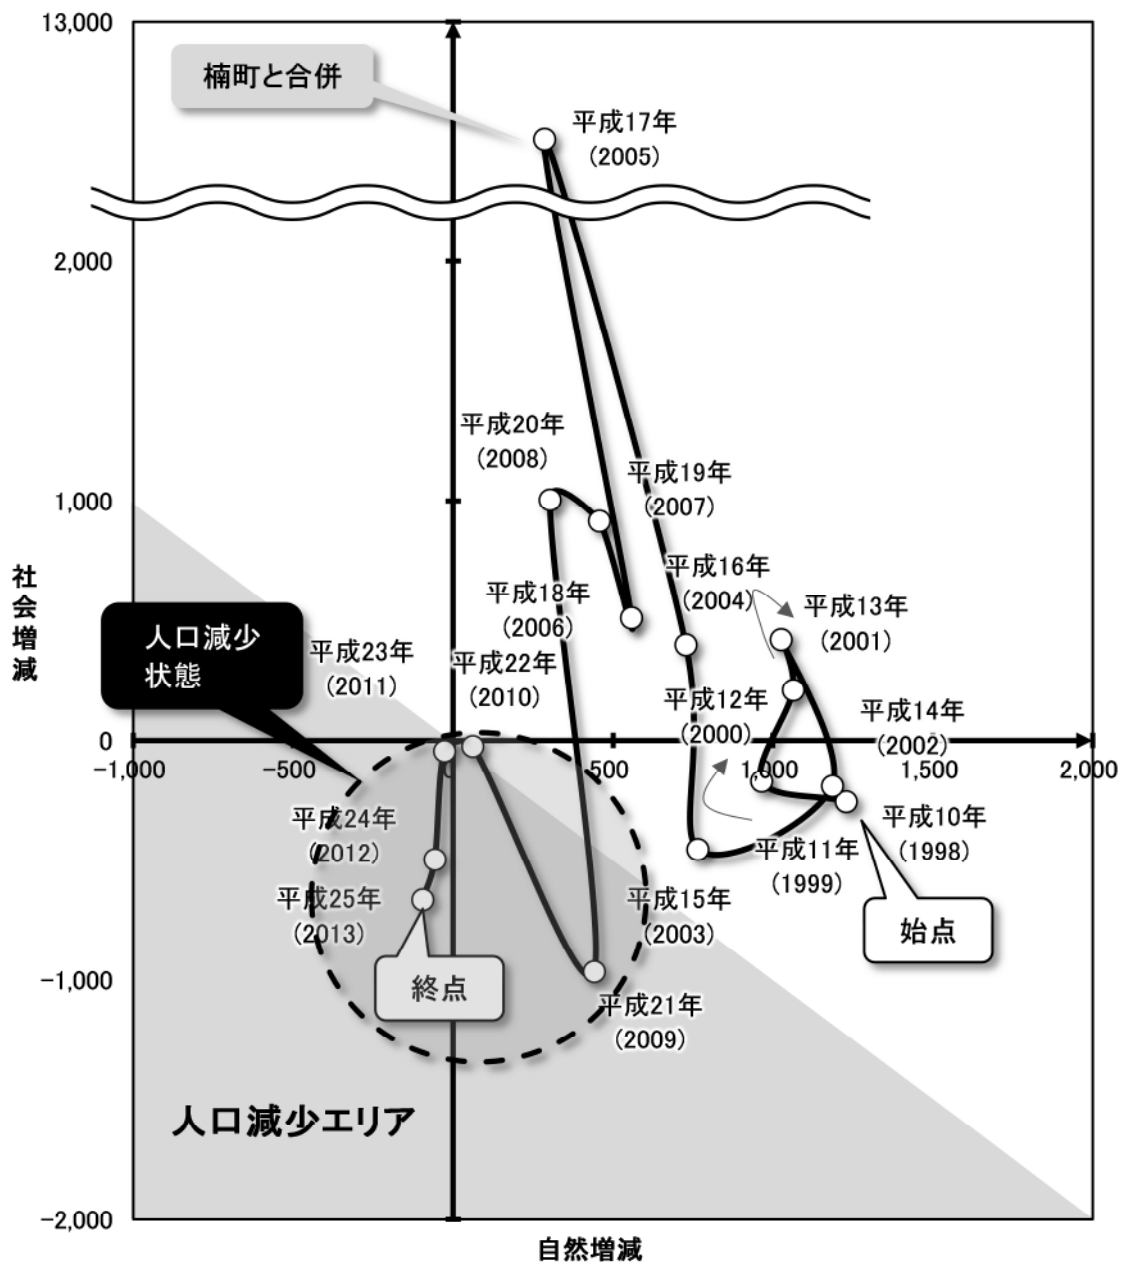 13,000
楠町と合併
平成17年
(2005)
2,000
平成20年
(2008)
平成19年
(2007)
1,000
平成16年
(2004)
平成18年
(2006)
平成13年
(2001)
社会増減
人口減少
状態
平成23年
(2011)
平成22年
(2010)
平成12年
(2000)
平成14年
(2002)
0
-1,000
-500
0
500
1,000
1,500
2,000
平成24年
(2012)
平成10年
(1998)
平成11年
(1999)
平成25年
(2013)
平成15年
(2003)
始点
-1,000
終点
平成21年
(2009)
人口減少エリア
-2,000
自然増減